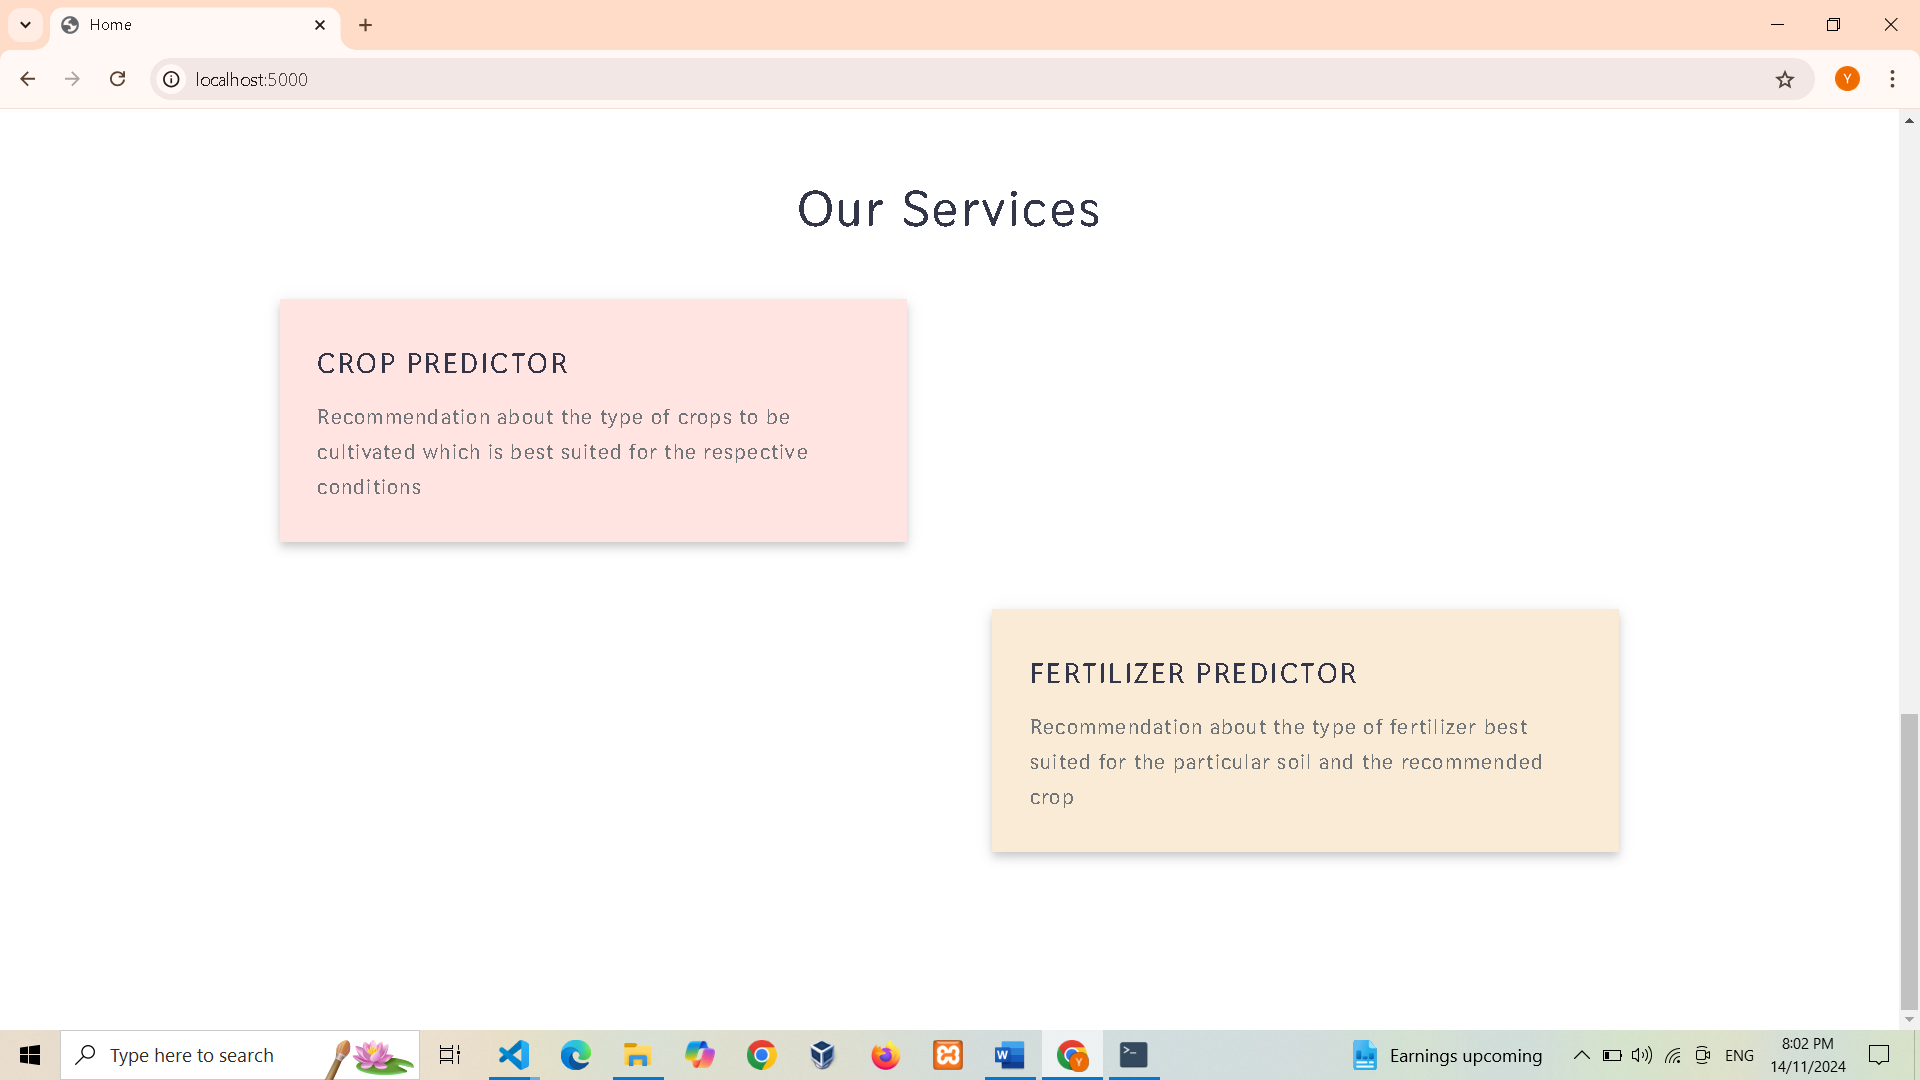 Home
localhost:5000
Y
Our Services
CROP PREDICTOR
Recommendation about the type of crops to be
cultivated which is best suited for the respective
conditions
FERTILIZER PREDICTOR
Recommendation about the type of fertilizer best
suited for the particular soil and the recommended
crop
Type here to search
Earnings upcoming
ENG
8:02 PM
14/11/2024